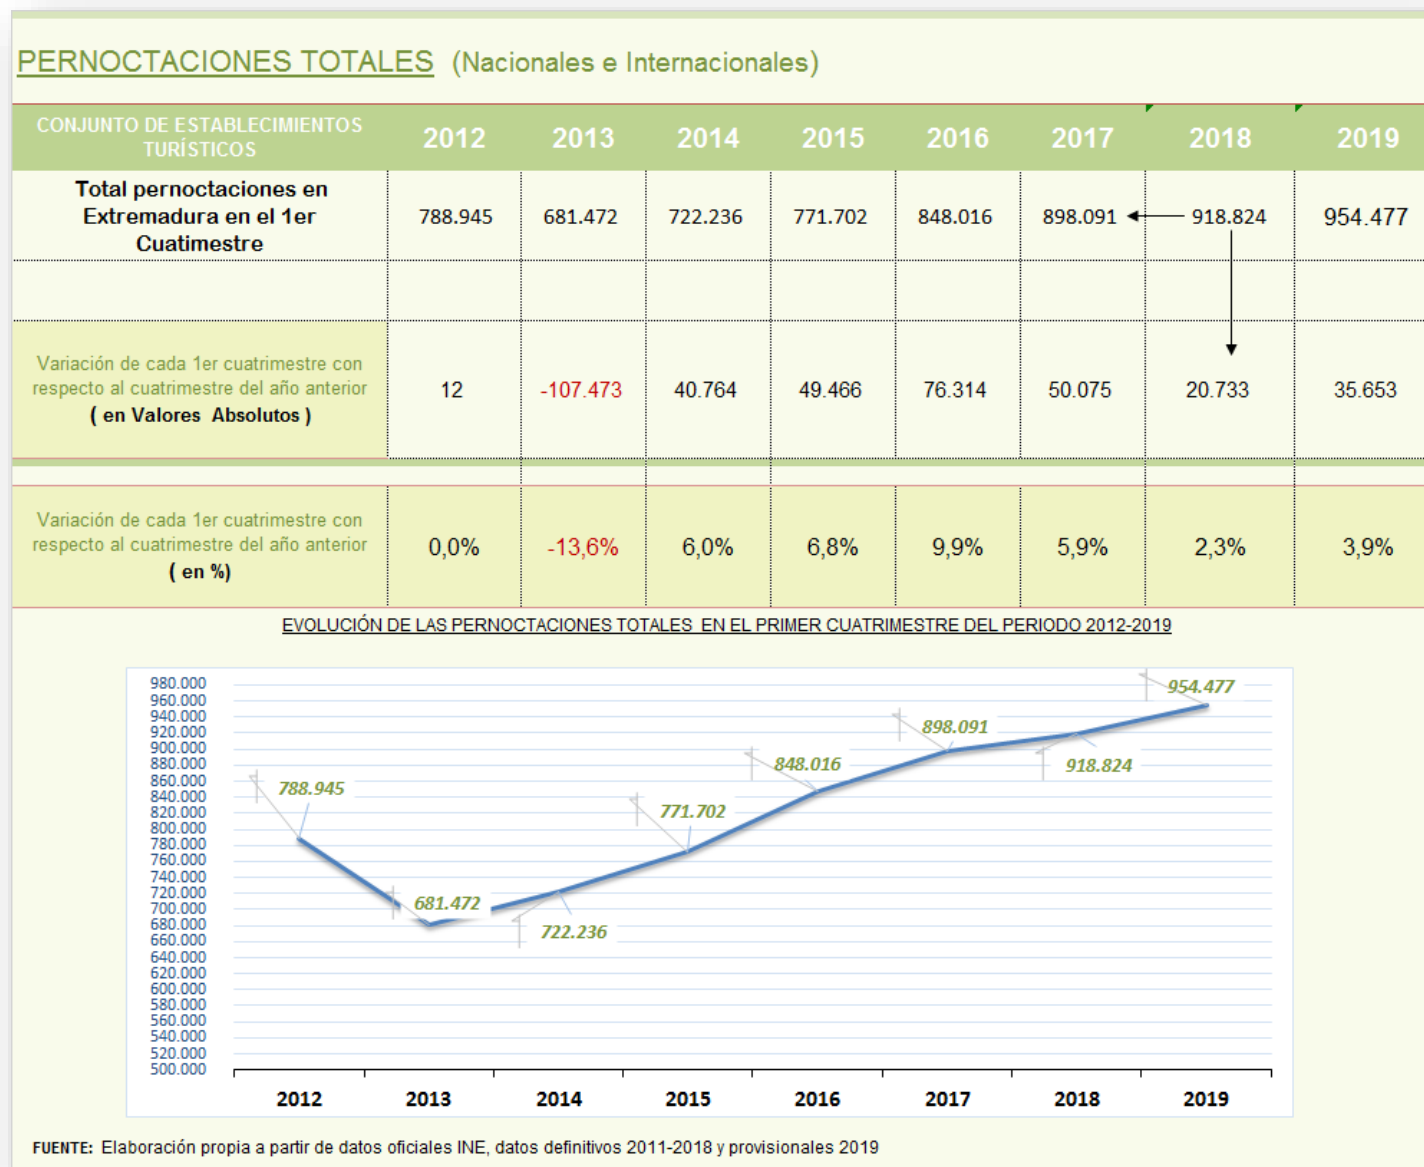 PERNOCTACIONES TOTALES (Nacionales e Internacionales)
CONJUNTO DE ESTABLECIMIENTOS
TURÍSTICOS
2012 2013 2014 2015 2016 2017 2018 2019
Total pernoctaciones en
Extremadura en el 1er
Cuatimestre
788.945 681.472 722.236 771.702 848.016 898.091 918.824 954.477
Variación de cada 1er cuatrimestre con
respecto al cuatrimestre del año anterior
( en Valores Absolutos )
12 -107.473 40.764 49.466 76.314 50.075 20.733 35.653
Variación de cada 1er cuatrimestre con
respecto al cuatrimestre del año anterior
( en %)
0,0% -13,6% 6,0% 6,8% 9,9% 5,9% 2,3% 3,9%
EVOLUCIÓN DE LAS PERNOCTACIONES TOTALES EN EL PRIMER CUATRIMESTRE DEL PERIODO 2012-2019
980.000
960.000
940.000
920.000
900.000
880.000
860.000
840.000
820.000
800.000
780.000
760.000
740.000
720.000
700.000
680.000
660.000
640.000
620.000
600.000
580.000
560.000
540.000
520.000
500.000
788.945
681.472
722.236
771.702
848.016
898.091
918.824
954.477
2012 2013 2014 2015 2016 2017 2018 2019
FUENTE: Elaboración propia a partir de datos oficiales INE, datos definitivos 2011-2018 y provisionales 2019